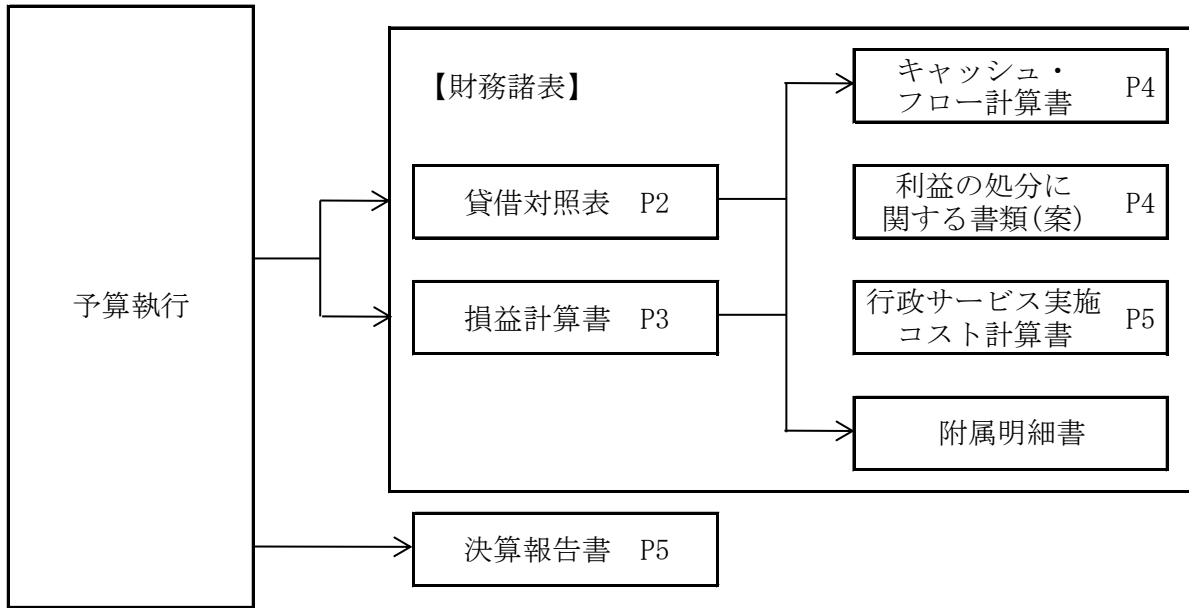 予算執行
【財務諸表】
貸借対照表 P2
損益計算書 P3
キャッシュ・
フロー計算書 P4
利益の処分に
関する書類(案) P4
行政サービス実施
コスト計算書 P5
附属明細書
決算報告書 P5